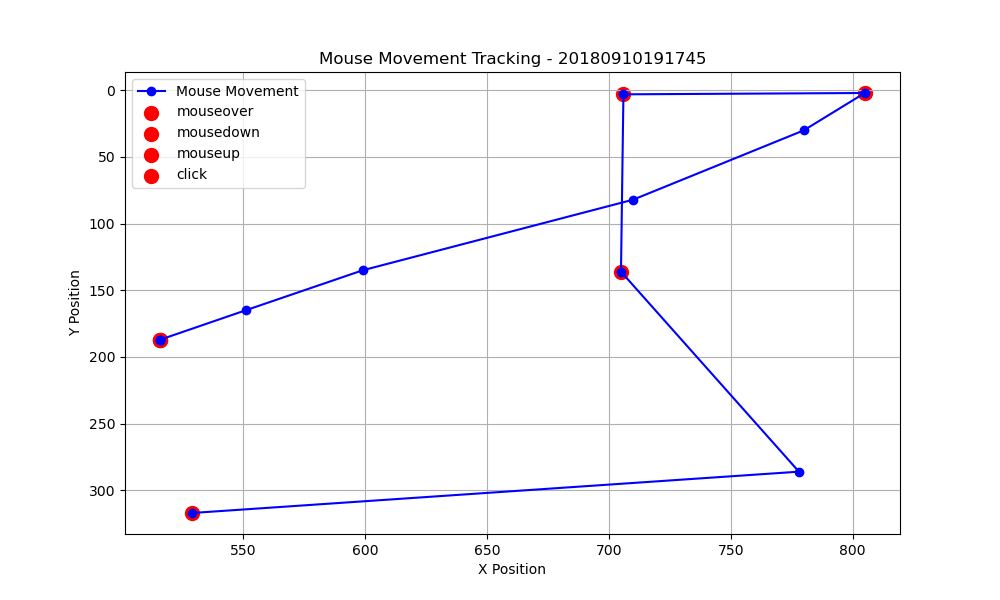 Mouse Movement Tracking - 20180910191745
Mouse Movement
mouseover
mousedown
mouseup
click
0
50
100
150
200
250
300
Y Position
550
600
650
700
750
800
X Position